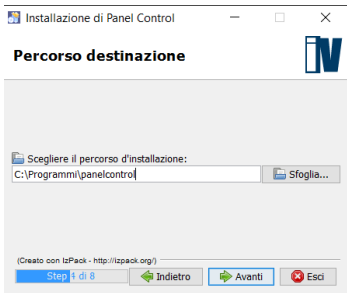 Installazione di Panel Control
Percorso destinazione
iV
Scegliere il percorso d'installazione:
C:\Programmi\panelcontrol
Sfoglia...
(Creato con IzPack - http://izpack.org/)
Step 4 di 8
Indietro
Avanti
Esci